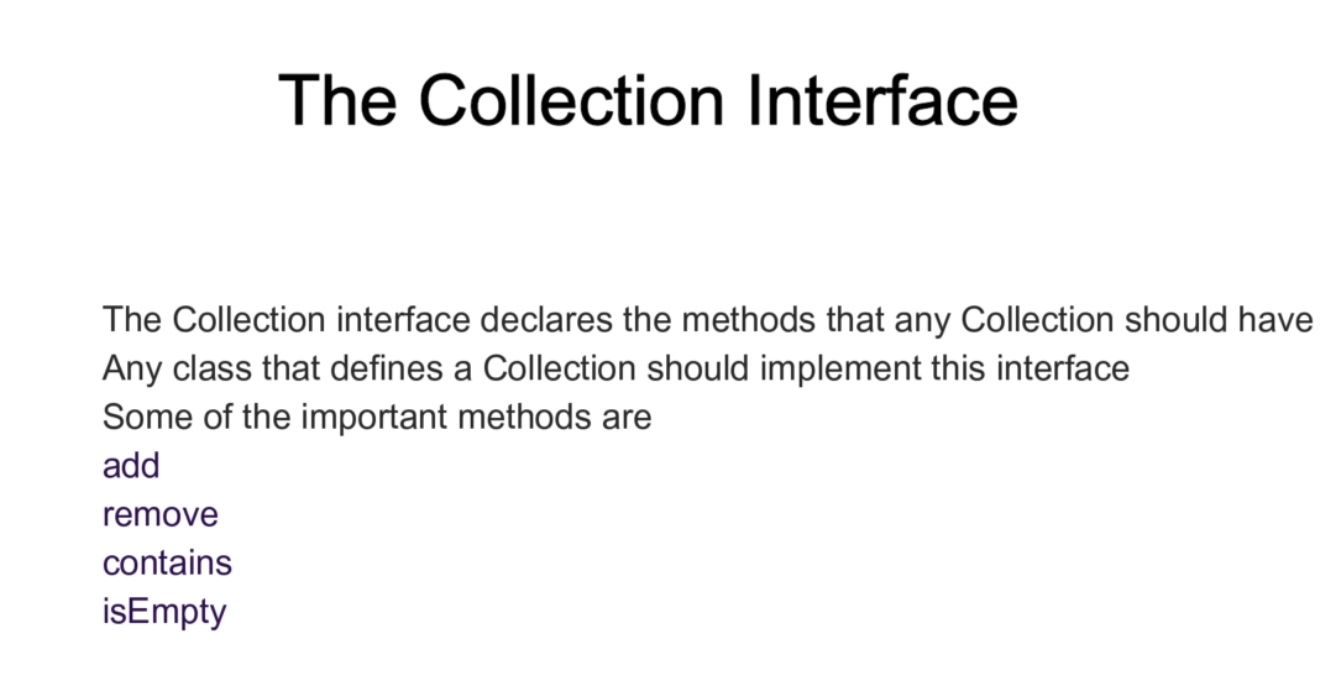 The Collection Interface
The Collection interface declares the methods that any Collection should have
Any class that defines a Collection should implement this interface
Some of the important methods are
add
remove
contains
isEmpty